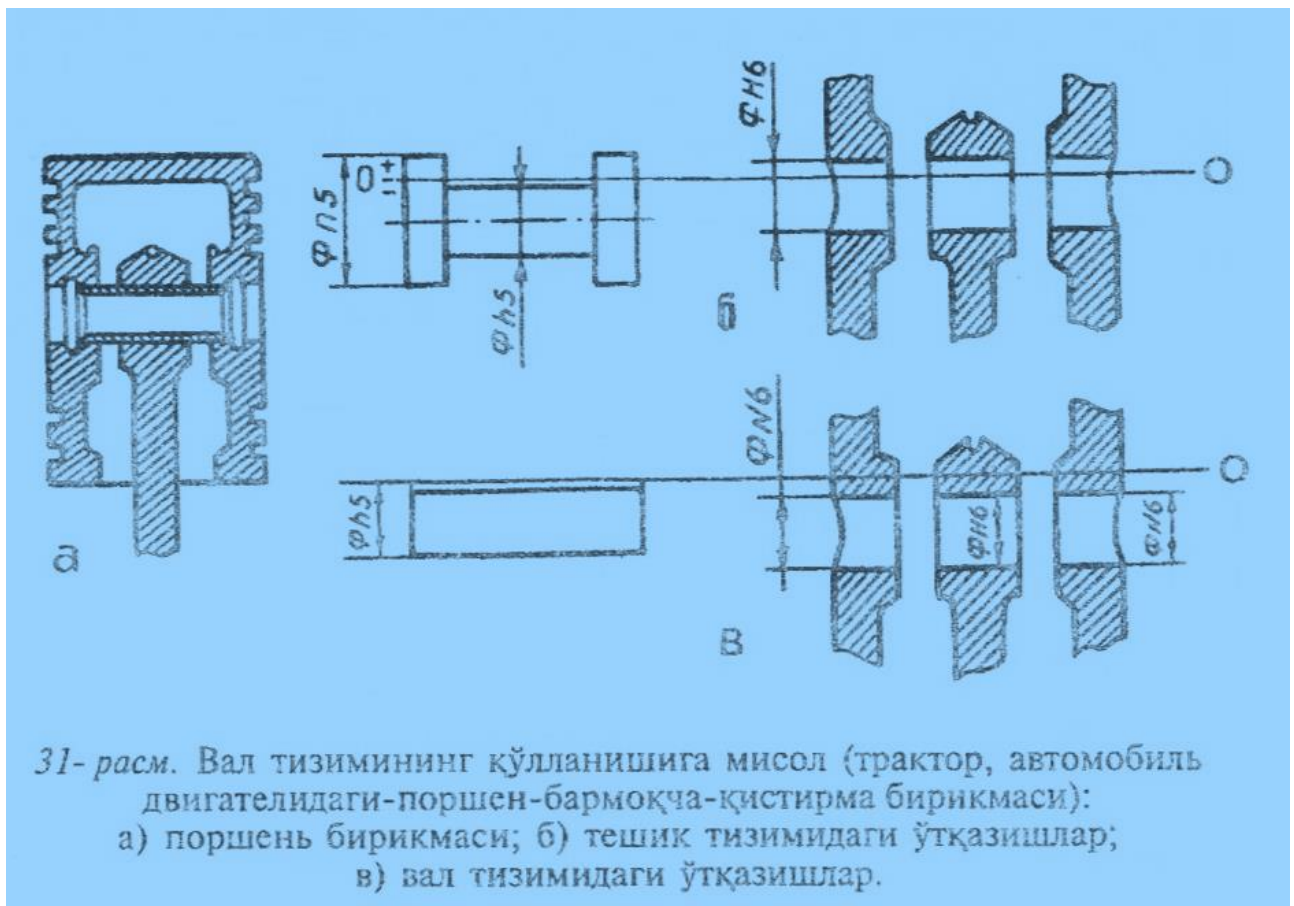 ФН6
0
+
-
Фп5
Фh5
О
б
ФN6
О
Фh5
ФН6
ФN6
а
в
31- расм. Вал тизимининг қўлланишига мисол (трактор, автомобиль
двигателидаги-поршен-бармоқча-қистирма бирикмаси):
а) поршень бирикмаси; б) тешик тизимидаги ўтқазишлар;
в) вал тизимидаги ўтқазишлар.